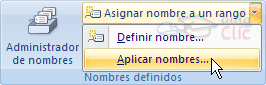 Asignar nombre a un rango
Administrador
de nombres
Definir nombre...
Aplicar nombres...
Nombres definidos